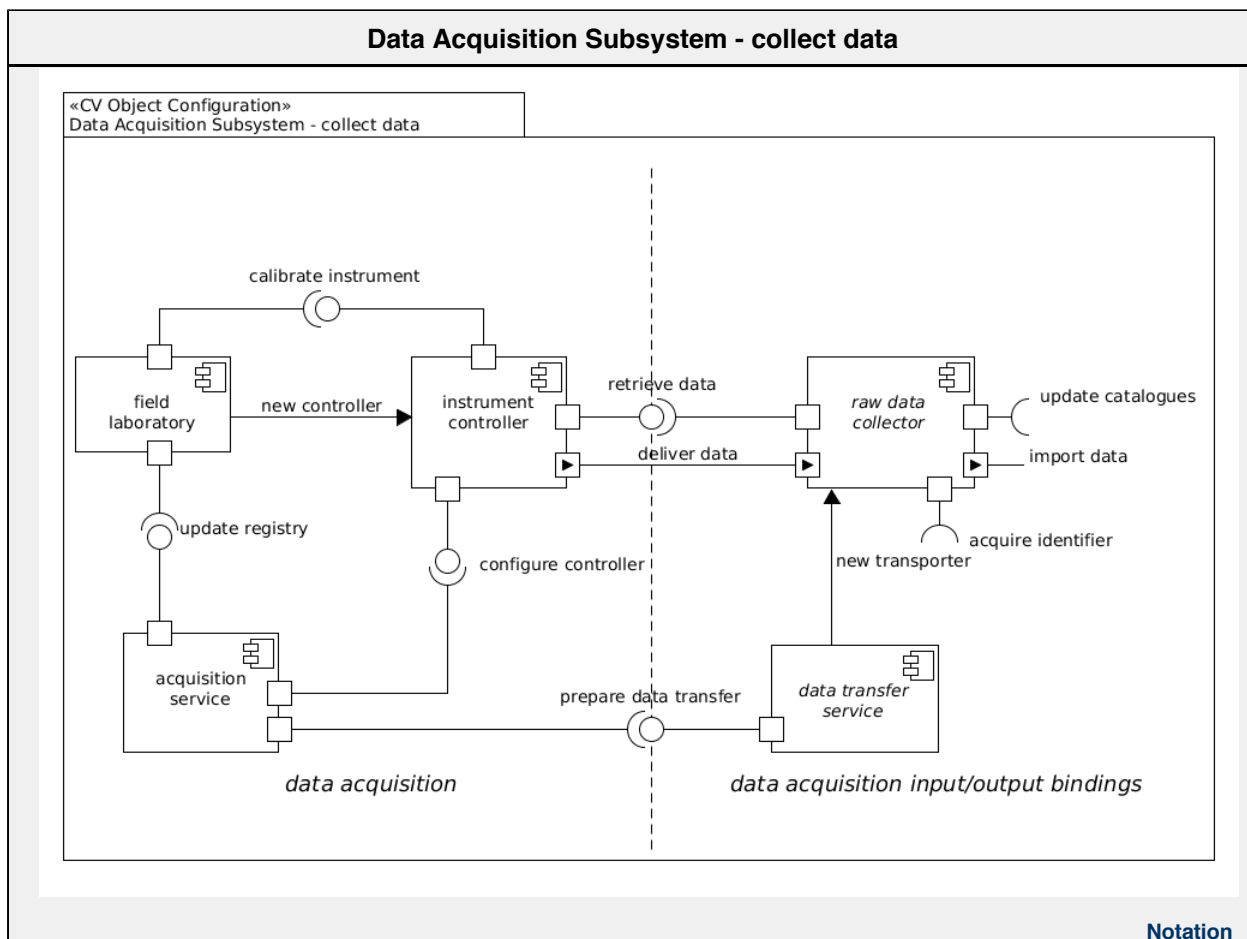 Data Acquisition Subsystem - collect data
«CV Object Configuration»
Data Acquisition Subsystem - collect data
calibrate instrument
field
laboratory
new controller
instrument
controller
retrieve data
raw data
collector
update catalogues
deliver data
import data
update registry
configure controller
acquire identifier
new transporter
acquisition
service
prepare data transfer
data transfer
service
data acquisition
data acquisition input/output bindings
Notation